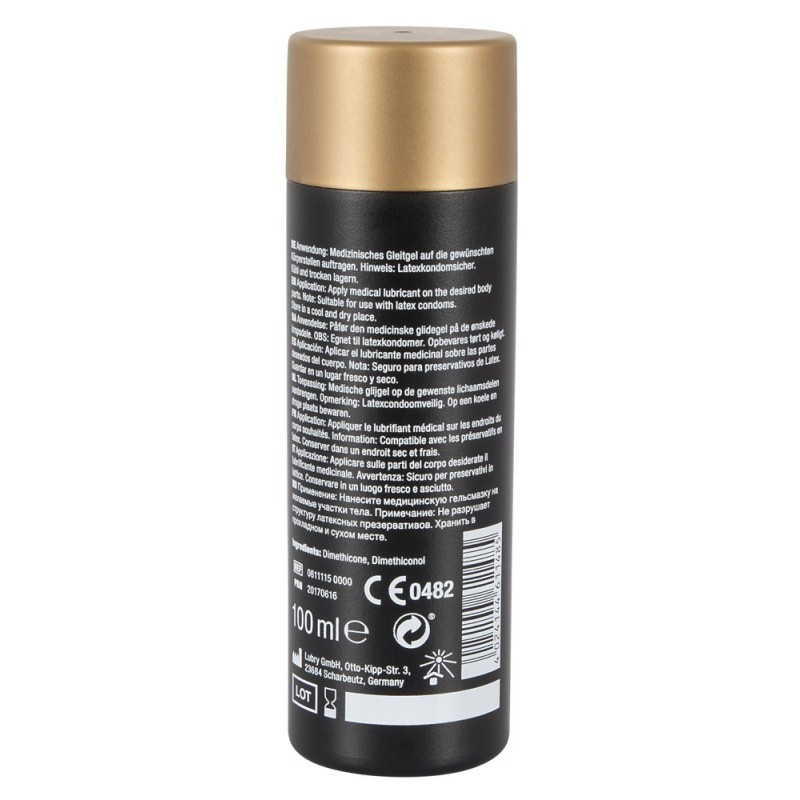 DE Anwendung: Medizinisches Gleitgel auf die gewünschten
Körperstellen auftragen. Hinweis: Latexkondomsicher.
Kühl und trocken lagern.
GB Application: Apply medical lubricant on the desired body
parts. Note: Suitable for use with latex condoms.
Store in a cool and dry place.
DA Anwendelse: Påfør den medicinske glidegel på de ønskede
kropsdele. OBS: Egnet til latexkondomer. Opbevares tørt og køligt.
ES Aplicación: Aplicar el lubricante medicinal sobre las partes
deseados del cuerpo. Nota: Seguro para preservativos de Latex.
Guardar en un lugar fresco y seco.
NL Toepassing: Medische glijgel op de gewenste lichaamsdelen
aanbrengen. Opmerking: Latexcondoomveilig. Op een koele en
droge plaats bewaren.
FR Application: Appliquer le lubrifiant médical sur les endroits du
corps souhaités. Information: Compatible avec les préservatifs en
latex. Conserver dans un endroit sec et frais.
IT Applicazione: Applicare sulle parti del corpo desiderate il
lubrificante medicinale. Avvertenza: Sicuro per preservativi in
lattice. Conservare in un luogo fresco e asciutto.
Применение: Нанесите медицинскую гельсмазку на
желаемые участки тела. Примечание: Не разрушает
структуру латексных презервативов. Хранить в
прохладном и сухом месте.
Ingredients: Dimethicone, Dimethiconol
REF 0611115 0000
PRN 20170616
CE 0482
100 ml e
Lubry GmbH, Otto-Kipp-Str. 3,
23684 Scharbeutz, Germany
LOT
4 024144 611485